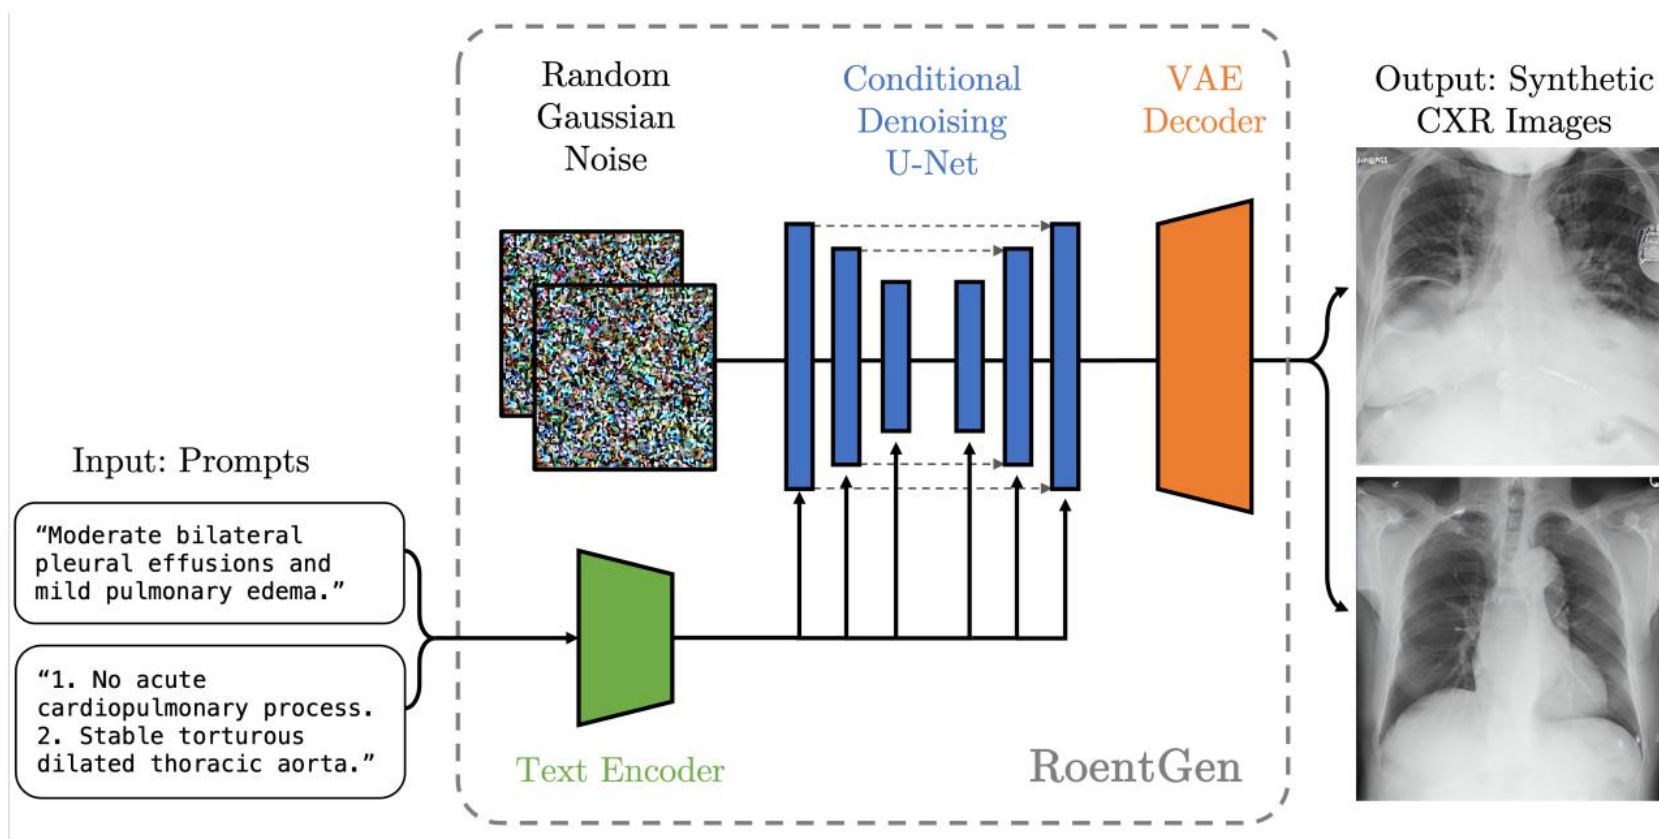 Random
Gaussian
Noise
Conditional
Denoising
U-Net
VAE
Decoder
Output: Synthetic
CXR Images
Input: Prompts
“Moderate bilateral
pleural effusions and
mild pulmonary edema.”
“1. No acute
cardiopulmonary process.
2. Stable torturous
dilated thoracic aorta.”
Text Encoder
RoentGen